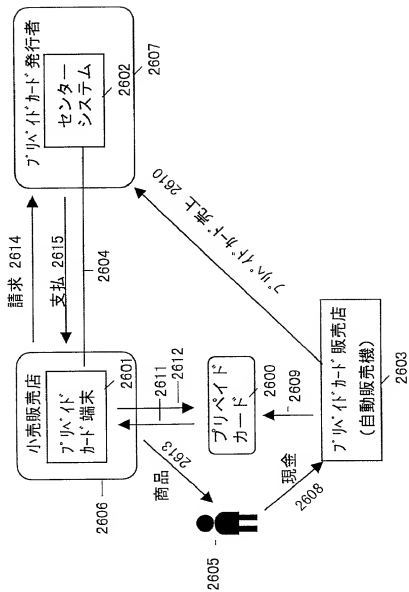 プリペイドカード発行者
センター
システム
2602
2607
請求 2614
支払 2615
2604
プリペイドカード売上 2610
小売販売店
プリペイド
カード端末
2601
2606
2611
2612
プリペイド
カード
2600
2609
商品
2613
2605
現金
2608
プリペイドカード販売店
(自動販売機)
2603